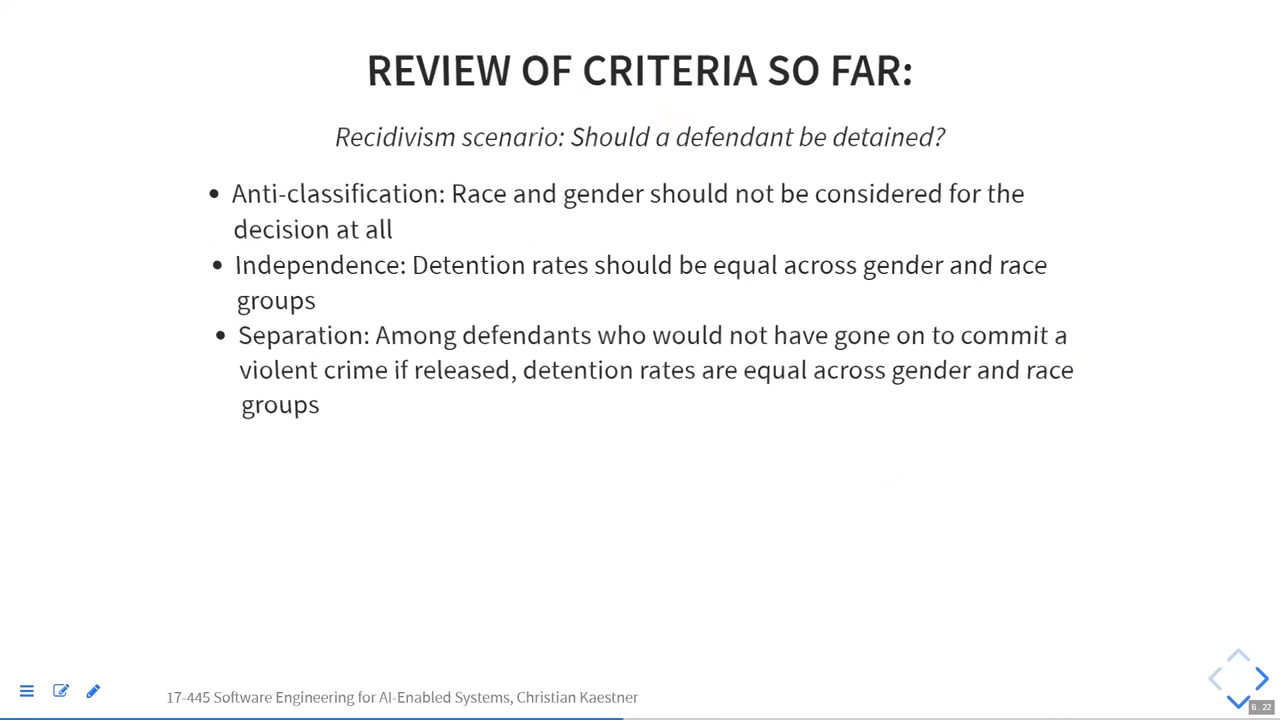 REVIEW OF CRITERIA SO FAR:
Recidivism scenario: Should a defendant be detained?
• Anti-classification: Race and gender should not be considered for the
decision at all
• Independence: Detention rates should be equal across gender and race
groups
• Separation: Among defendants who would not have gone on to commit a
violent crime if released, detention rates are equal across gender and race
groups
17-445 Software Engineering for AI-Enabled Systems, Christian Kaestner
6.22